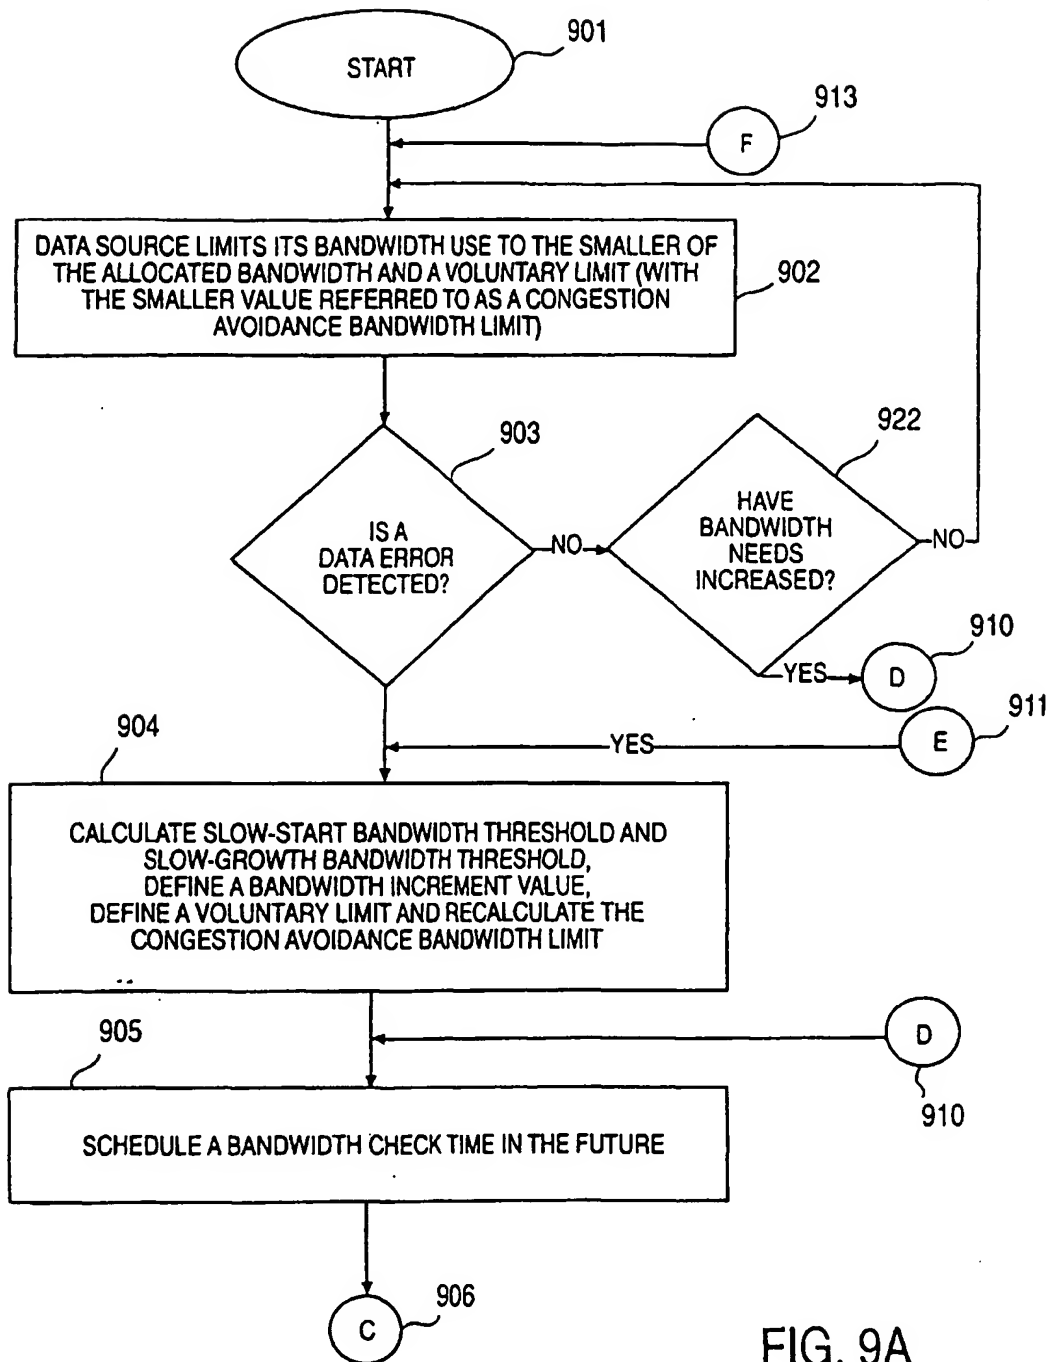 901
START
913
F
DATA SOURCE LIMITS ITS BANDWIDTH USE TO THE SMALLER OF
THE ALLOCATED BANDWIDTH AND A VOLUNTARY LIMIT (WITH
THE SMALLER VALUE REFERRED TO AS A CONGESTION
AVOIDANCE BANDWIDTH LIMIT)
902
903
922
IS A
DATA ERROR
DETECTED?
NO
HAVE
BANDWIDTH
NEEDS
INCREASED?
NO
910
YES
D
911
904
YES
E
CALCULATE SLOW-START BANDWIDTH THRESHOLD AND
SLOW-GROWTH BANDWIDTH THRESHOLD,
DEFINE A BANDWIDTH INCREMENT VALUE,
DEFINE A VOLUNTARY LIMIT AND RECALCULATE THE
CONGESTION AVOIDANCE BANDWIDTH LIMIT
905
D
910
SCHEDULE A BANDWIDTH CHECK TIME IN THE FUTURE
906
C
FIG. 9A